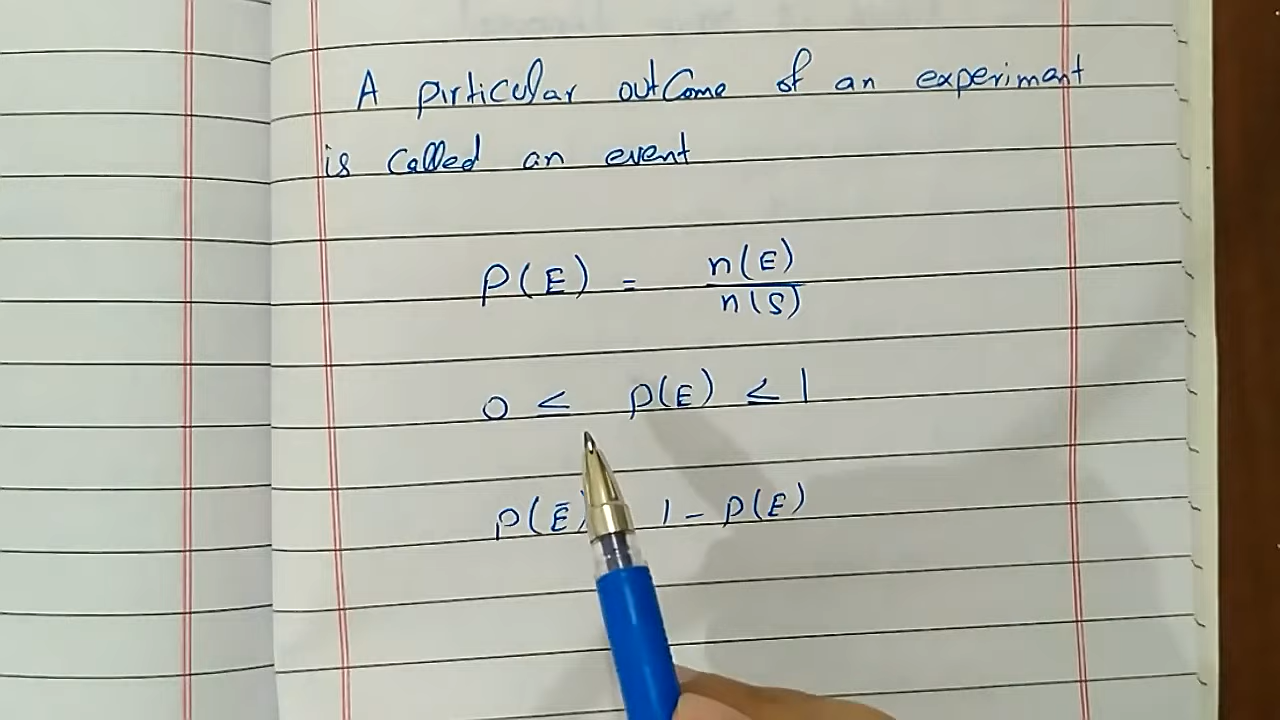 A pirticular outCome of an experimant
is Called an event
P(E) = n(E)/n(S)
0 ≤ p(E) ≤ 1
p(Ē) 1 - p(E)